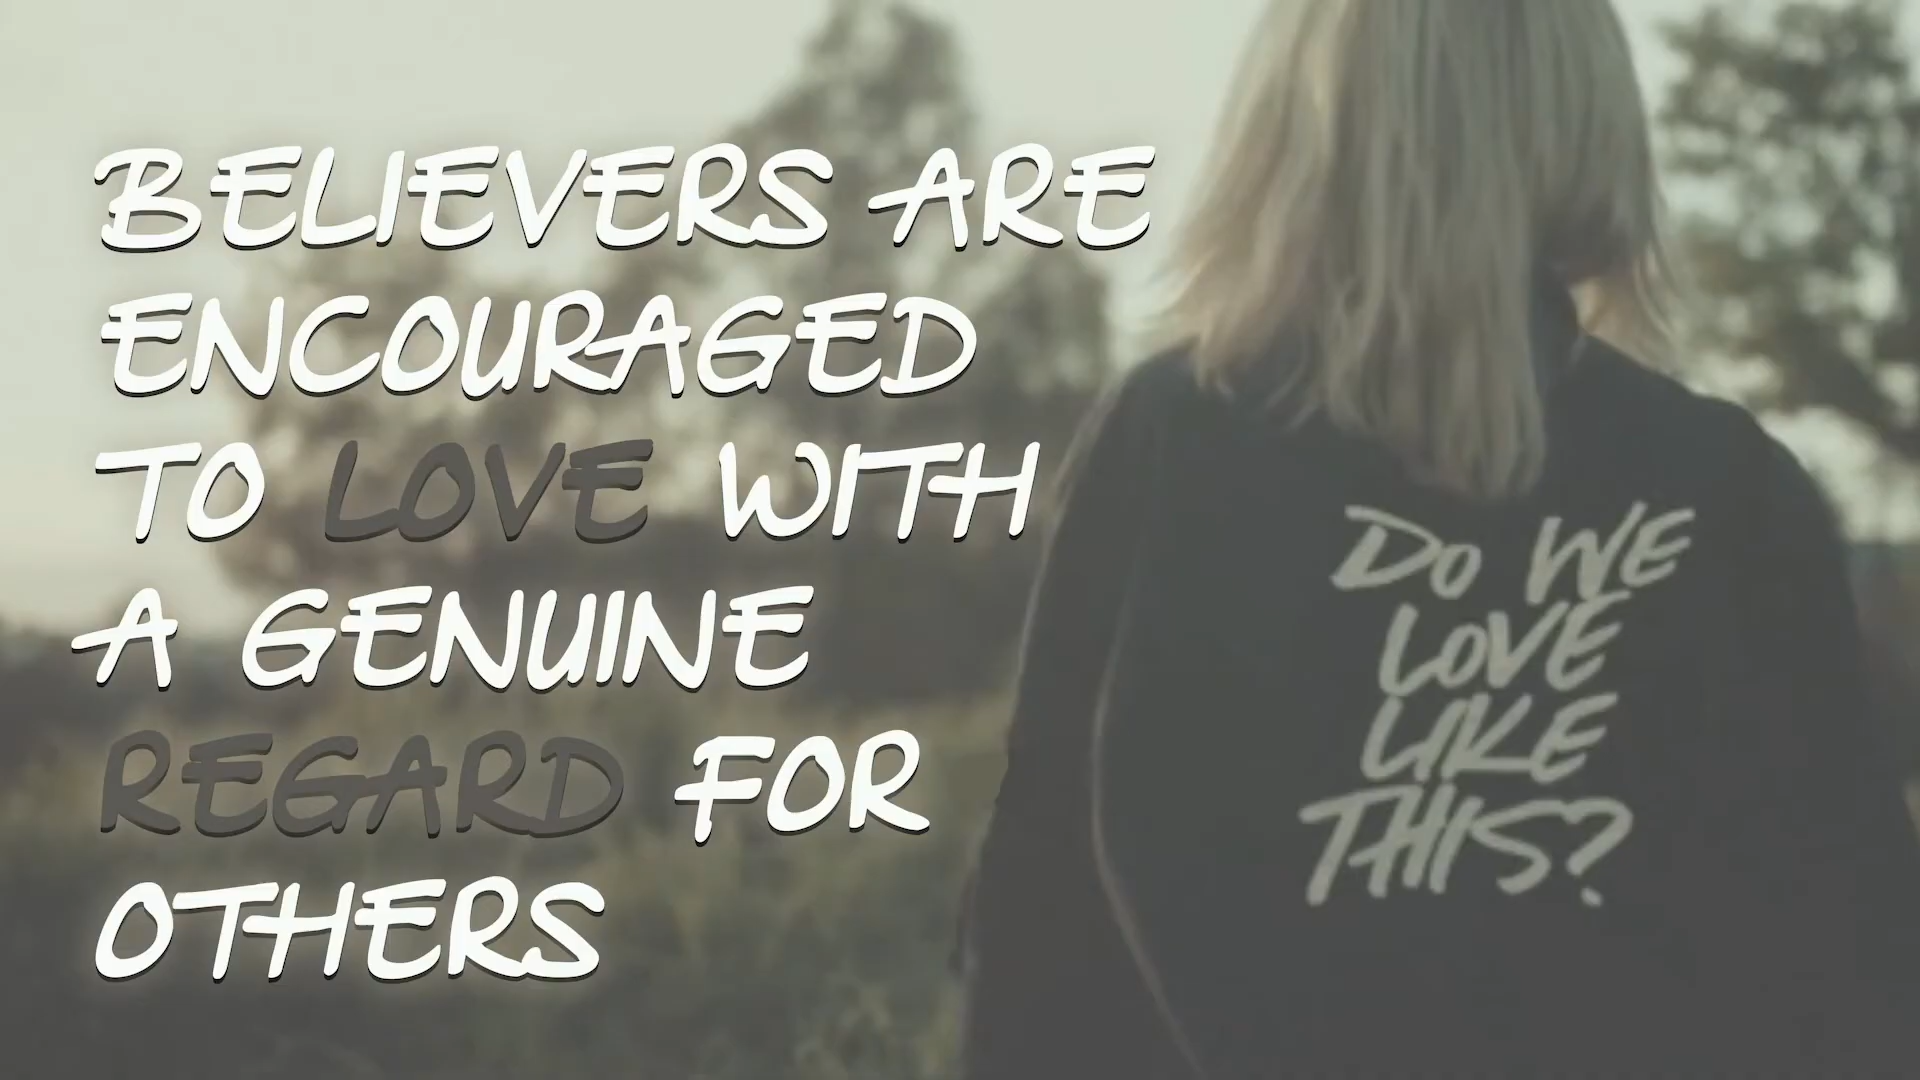 BELIEVERS ARE
ENCOURAGED
TO LOVE WITH
A GENUINE
REGARD FOR
OTHERS
DO WE
LOVE
LIKE
THIS?